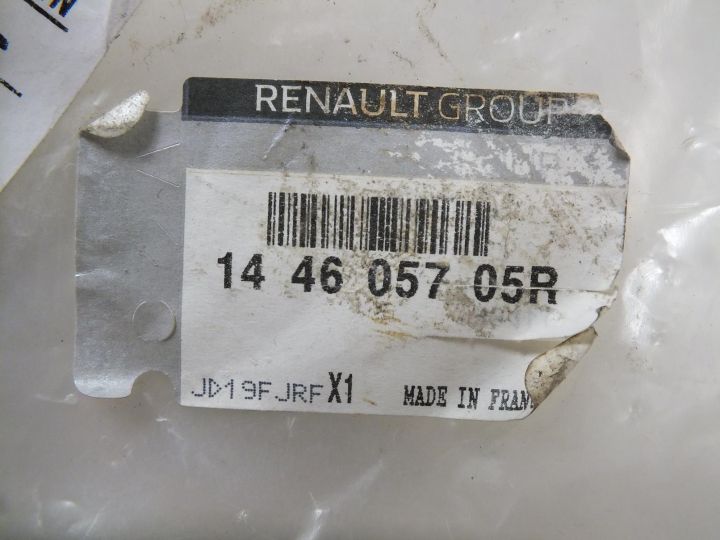 RENAULT GROUP
14 46 057 05R
JD19FJRF X1 MADE IN FRAN